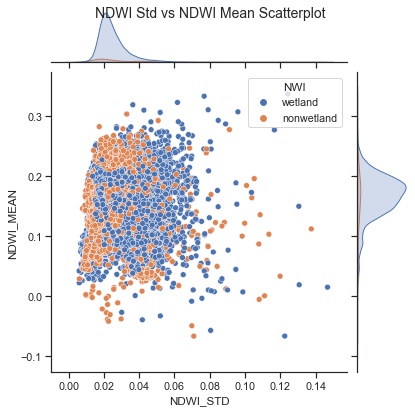 NDWI Std vs NDWI Mean Scatterplot
NWI
wetland
nonwetland
0.3
0.2
0.1
0.0
−0.1
NDWI_MEAN
0.00 0.02 0.04 0.06 0.08 0.10 0.12 0.14
NDWI_STD